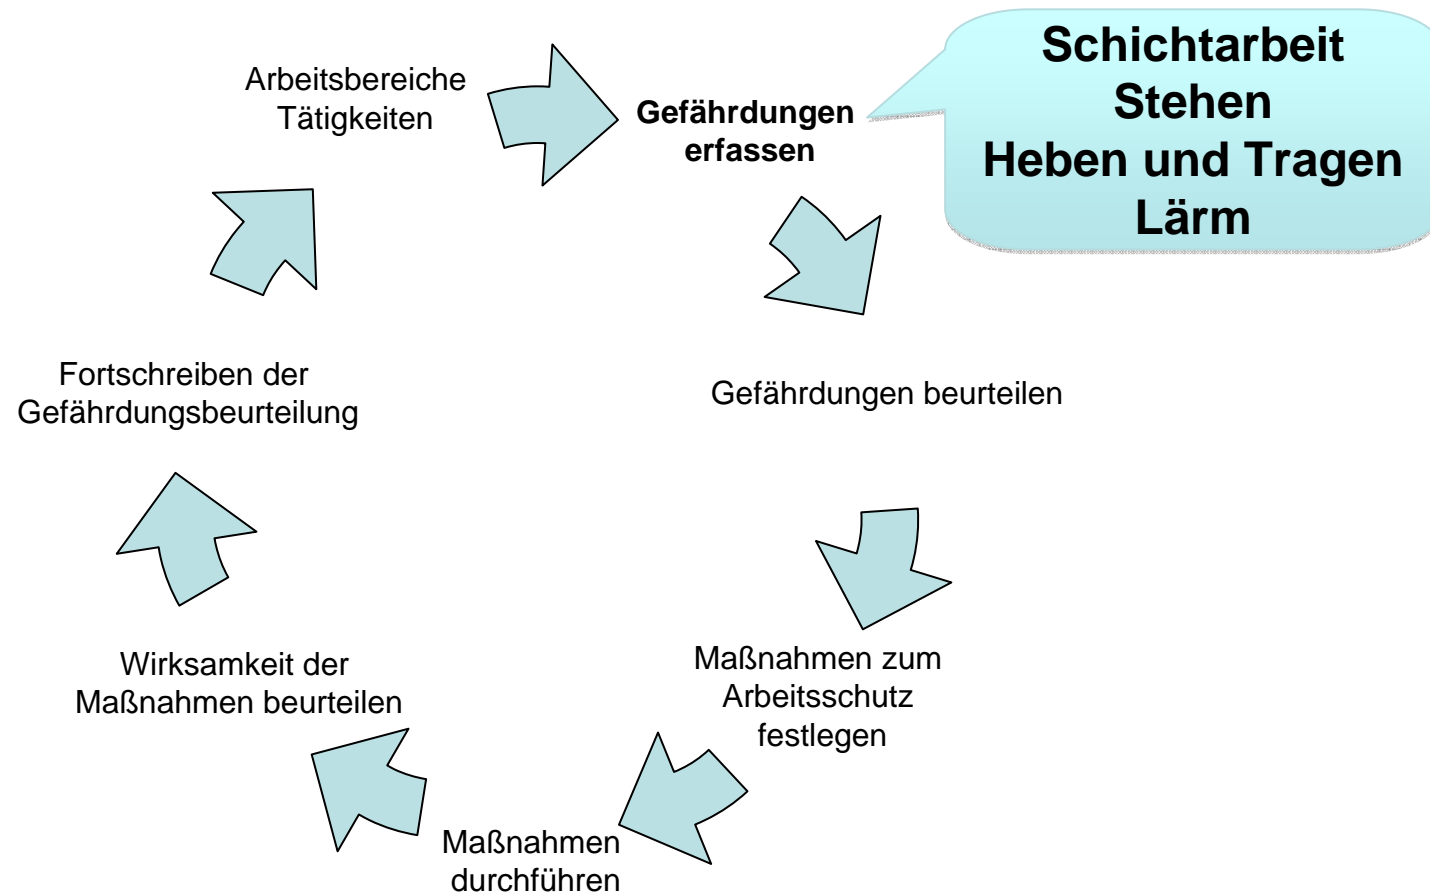 Arbeitsbereiche
Tätigkeiten
Gefährdungen
erfassen
Schichtarbeit
Stehen
Heben und Tragen
Lärm
Gefährdungen beurteilen
Maßnahmen zum
Arbeitsschutz
festlegen
Maßnahmen
durchführen
Wirksamkeit der
Maßnahmen beurteilen
Fortschreiben der
Gefährdungsbeurteilung